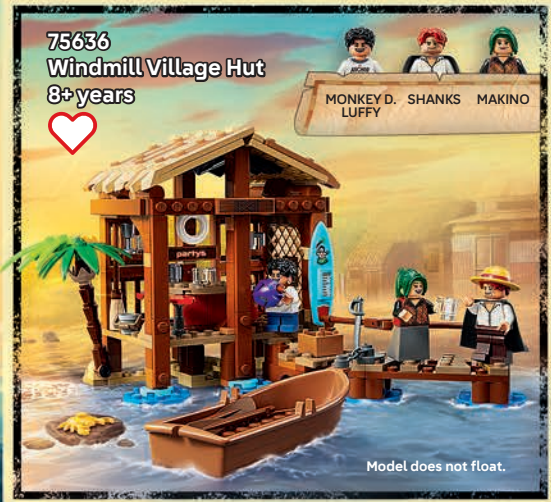 75636
Windmill Village Hut
8+ years
MONKEY D.
LUFFY
SHANKS
MAKINO
partys
Model does not float.